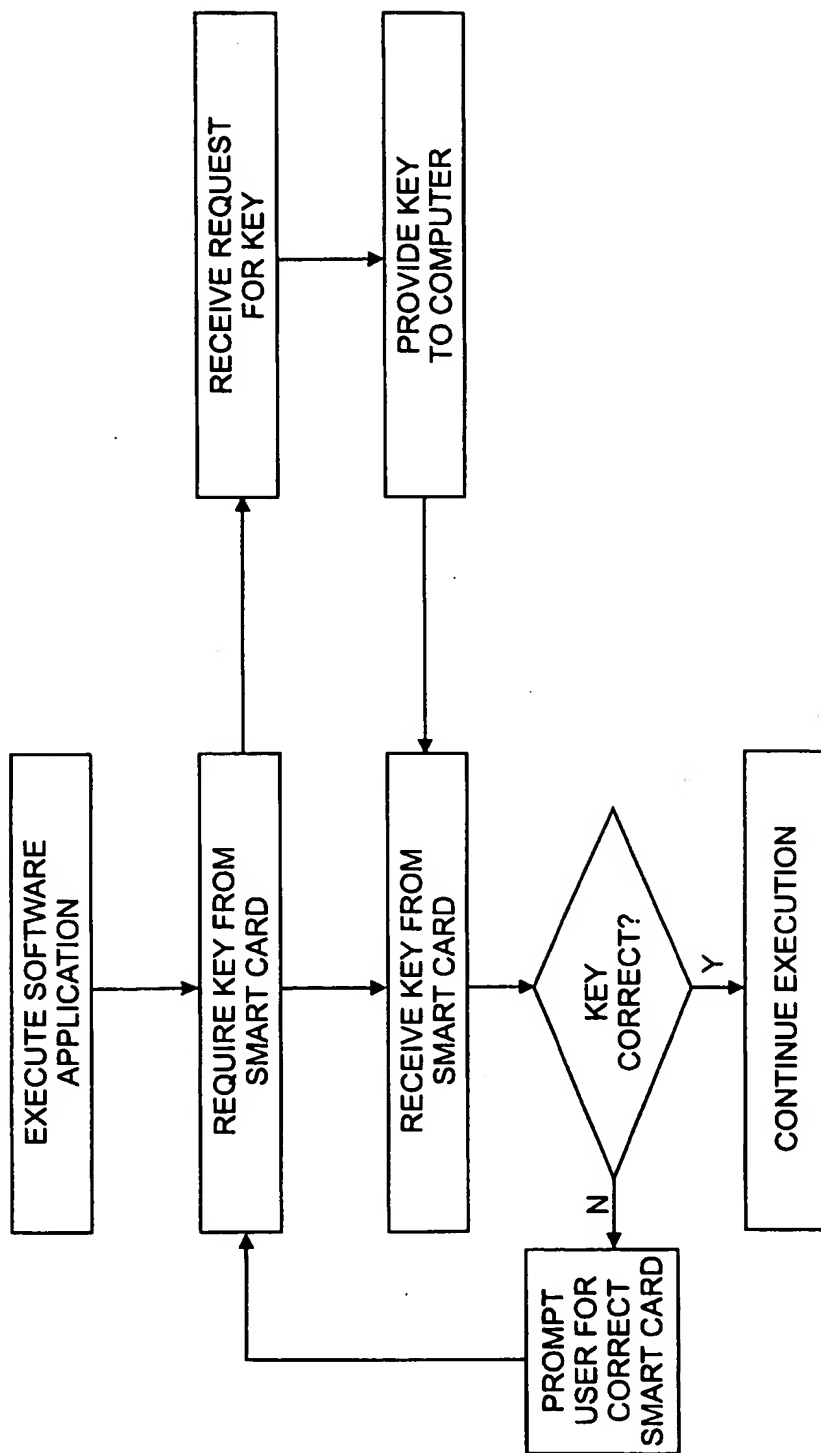 EXECUTE SOFTWARE
APPLICATION
REQUIRE KEY FROM
SMART CARD
RECEIVE REQUEST
FOR KEY
PROVIDE KEY
TO COMPUTER
RECEIVE KEY FROM
SMART CARD
KEY
CORRECT?
N
Y
PROMPT
USER FOR
CORRECT
SMART CARD
CONTINUE EXECUTION